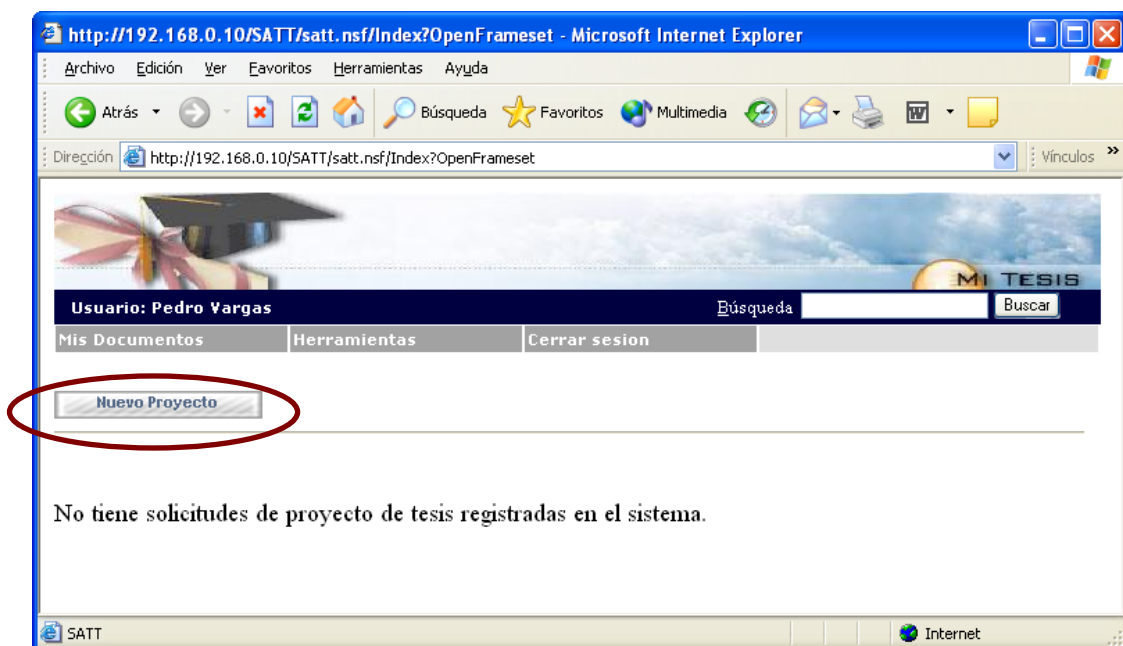 http://192.168.0.10/SATT/satt.nsf/Index?OpenFrameset - Microsoft Internet Explorer
Archivo Edición Ver Favoritos Herramientas Ayuda
Atrás Búsqueda Favoritos Multimedia
Dirección http://192.168.0.10/SATT/satt.nsf/Index?OpenFrameset Vínculos »
MI TESIS
Usuario: Pedro Vargas Búsqueda Buscar
Mis Documentos Herramientas Cerrar sesion
Nuevo Proyecto
No tiene solicitudes de proyecto de tesis registradas en el sistema.
SATT Internet